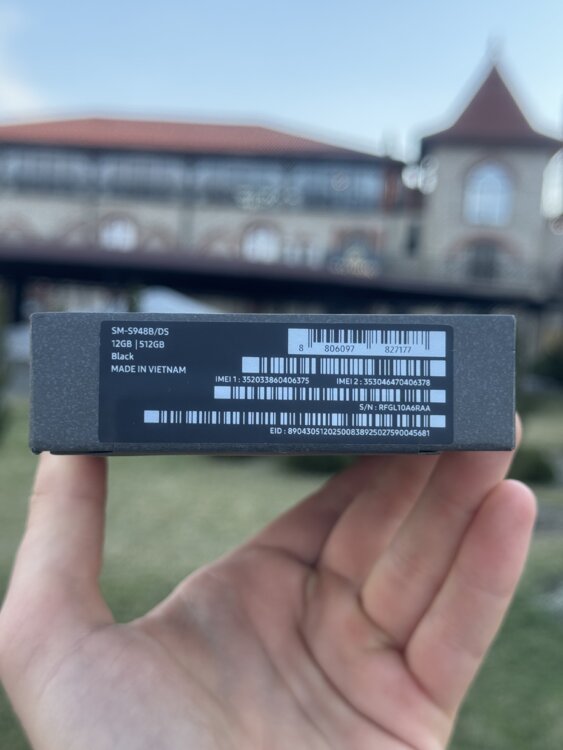 SM-S948B/DS
12GB | 512GB
Black
MADE IN VIETNAM
8 806097 827177
IMEI 1 : 352033860406375 IMEI 2 : 353046470406378
S/N : RFGL10A6RAA
EID : 89043051202500838925027590045681